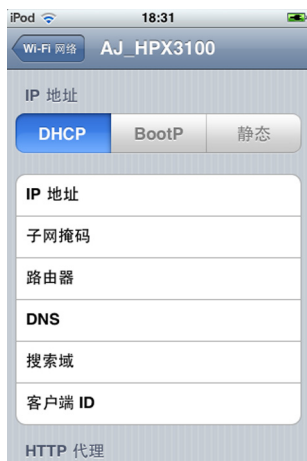 iPod 18:31
Wi-Fi 网络 AJ_HPX3100
IP 地址
DHCP BootP 静态
IP 地址
子网掩码
路由器
DNS
搜索域
客户端 ID
HTTP 代理